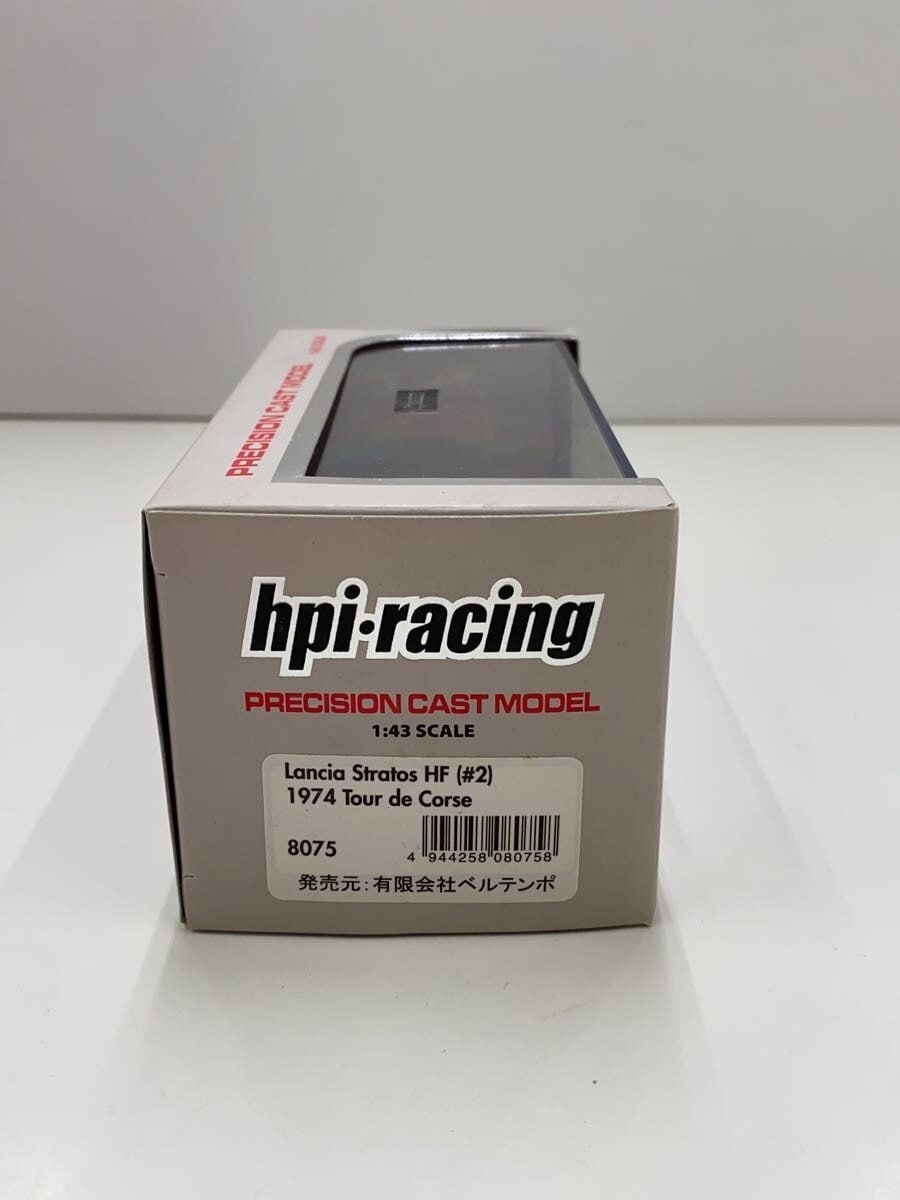 PRECISION CAST MODEL
hpi·racing
PRECISION CAST MODEL
1:43 SCALE
Lancia Stratos HF (#2)
1974 Tour de Corse
8075
4 944258 080758
発売元:有限会社ベルテンポ